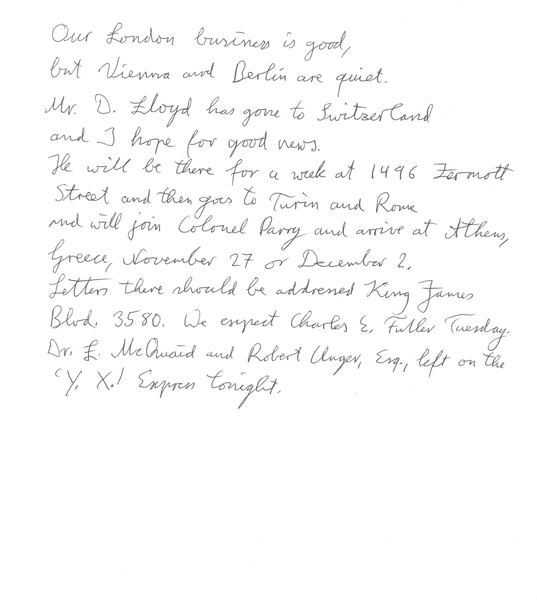 Our London business is good,
but Vienna and Berlin are quiet.
Mr. D. Lloyd has gone to Switzerland
and I hope for good news.
He will be there for a week at 1496 Zermott
Street and then goes to Turin and Rome
and will join Colonel Parry and arrive at Athens,
Greece, November 27 or December 2.
Letters there should be addressed King James
Blvd. 3580. We expect Charles E. Fuller Tuesday.
Dr. L. McQuaid and Robert Unger, Esq., left on the
'Y. X.' Express tonight.